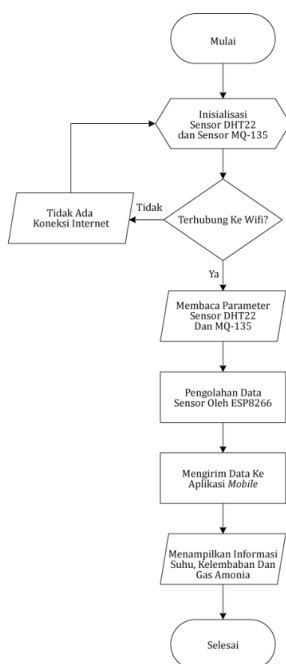 Mulai
Inisialisasi
Sensor DHT22
dan Sensor MQ-135
Terhubung Ke Wifi?
Tidak
Tidak Ada
Koneksi Internet
Ya
Membaca Parameter
Sensor DHT22
Dan MQ-135
Pengolahan Data
Sensor Oleh ESP8266
Mengirim Data Ke
Aplikasi Mobile
Menampilkan Informasi
Suhu, Kelembaban Dan
Gas Amonia
Selesai